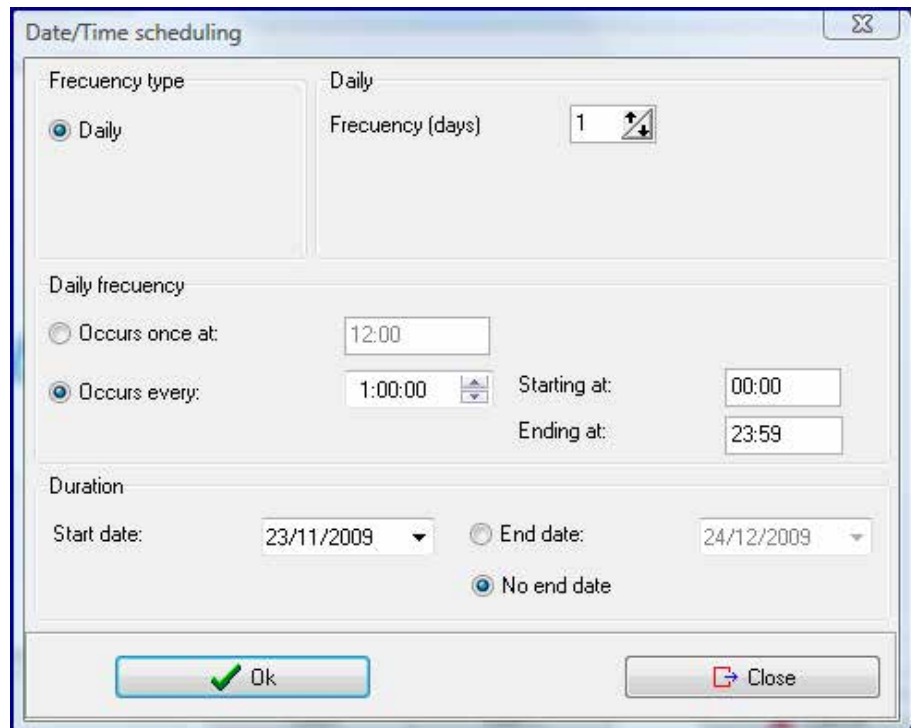 Date/Time scheduling
Frecuency type
Daily
Daily
Frecuency (days)
1
Daily frecuency
Occurs once at:
12:00
Occurs every:
1:00:00
Starting at:
00:00
Ending at:
23:59
Duration
Start date:
23/11/2009
End date:
24/12/2009
No end date
Ok
Close